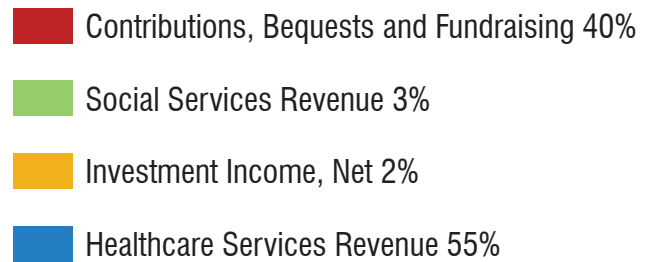 Contributions, Bequests and Fundraising 40%
Social Services Revenue 3%
Investment Income, Net 2%
Healthcare Services Revenue 55%